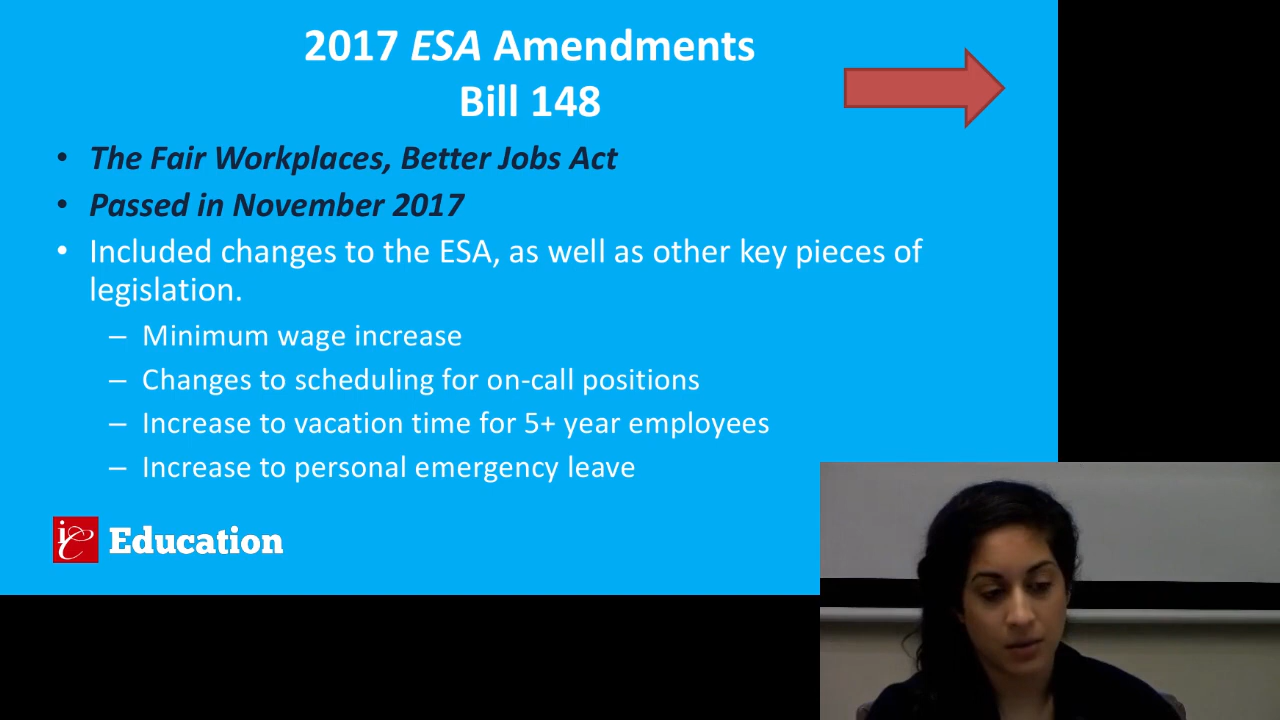 2017 ESA Amendments
Bill 148
• The Fair Workplaces, Better Jobs Act
• Passed in November 2017
• Included changes to the ESA, as well as other key pieces of
legislation.
– Minimum wage increase
– Changes to scheduling for on-call positions
– Increase to vacation time for 5+ year employees
– Increase to personal emergency leave
ic Education